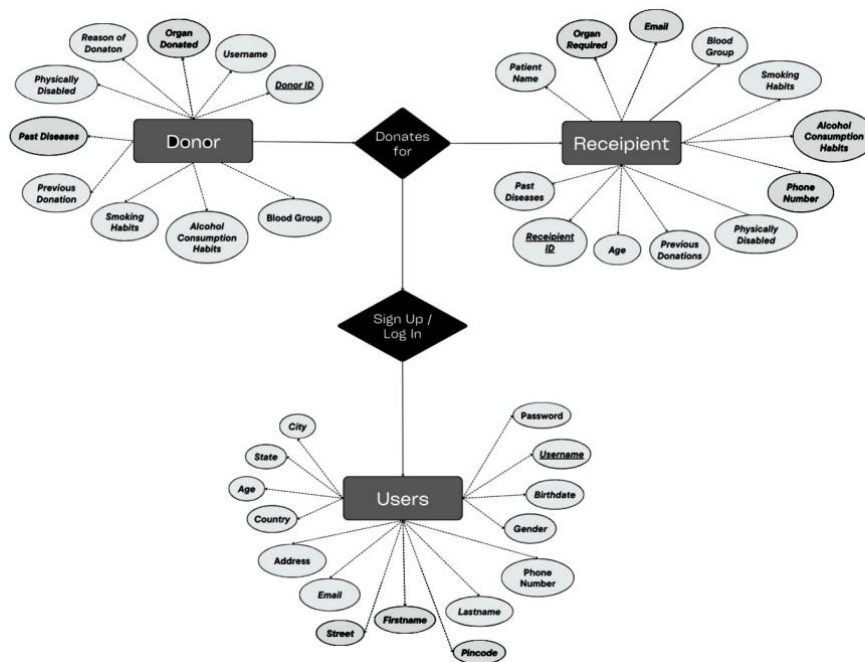 Reason of
Donaton
Organ
Donated
Username
Physically
Disabled
Donor ID
Past Diseases
Donor
Previous
Donation
Smoking
Habits
Alcohol
Consumption
Habits
Blood Group
Donates
for
Organ
Required
Email
Blood
Group
Patient
Name
Smoking
Habits
Receipient
Alcohol
Consumption
Habits
Phone
Number
Past
Diseases
Receipient
ID
Age
Previous
Donations
Physically
Disabled
Sign Up /
Log In
City
State
Age
Country
Users
Password
Username
Birthdate
Gender
Address
Email
Street
Firstname
Lastname
Pincode
Phone
Number